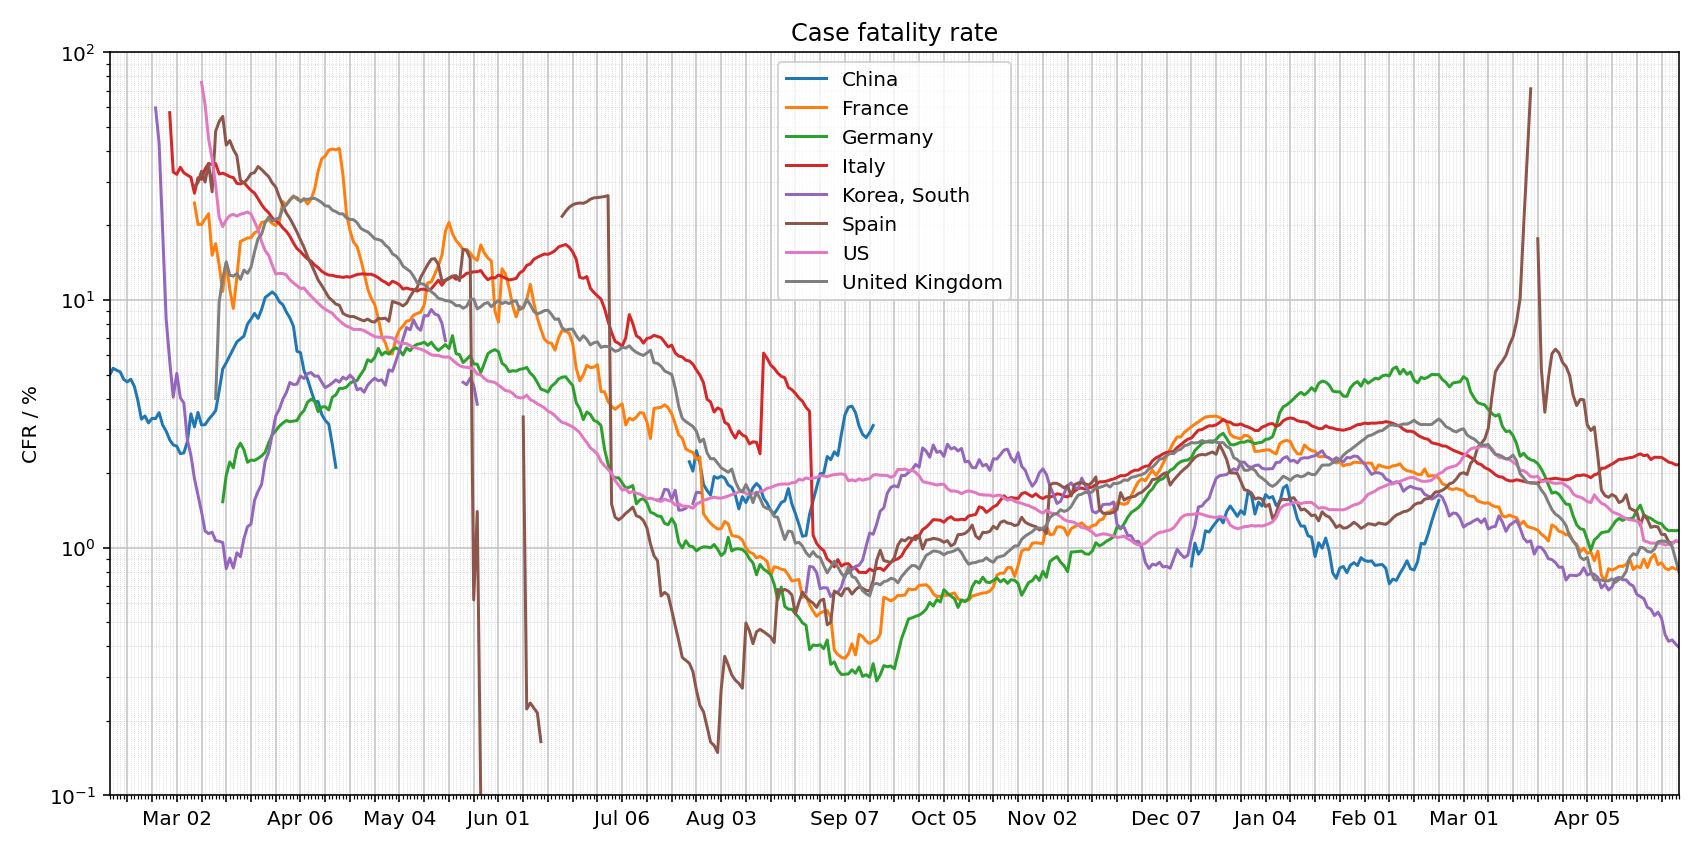 Case fatality rate
CFR / %
10²
10¹
10⁰
10⁻¹
China
France
Germany
Italy
Korea, South
Spain
US
United Kingdom
Mar 02 Apr 06 May 04 Jun 01 Jul 06 Aug 03 Sep 07 Oct 05 Nov 02 Dec 07 Jan 04 Feb 01 Mar 01 Apr 05